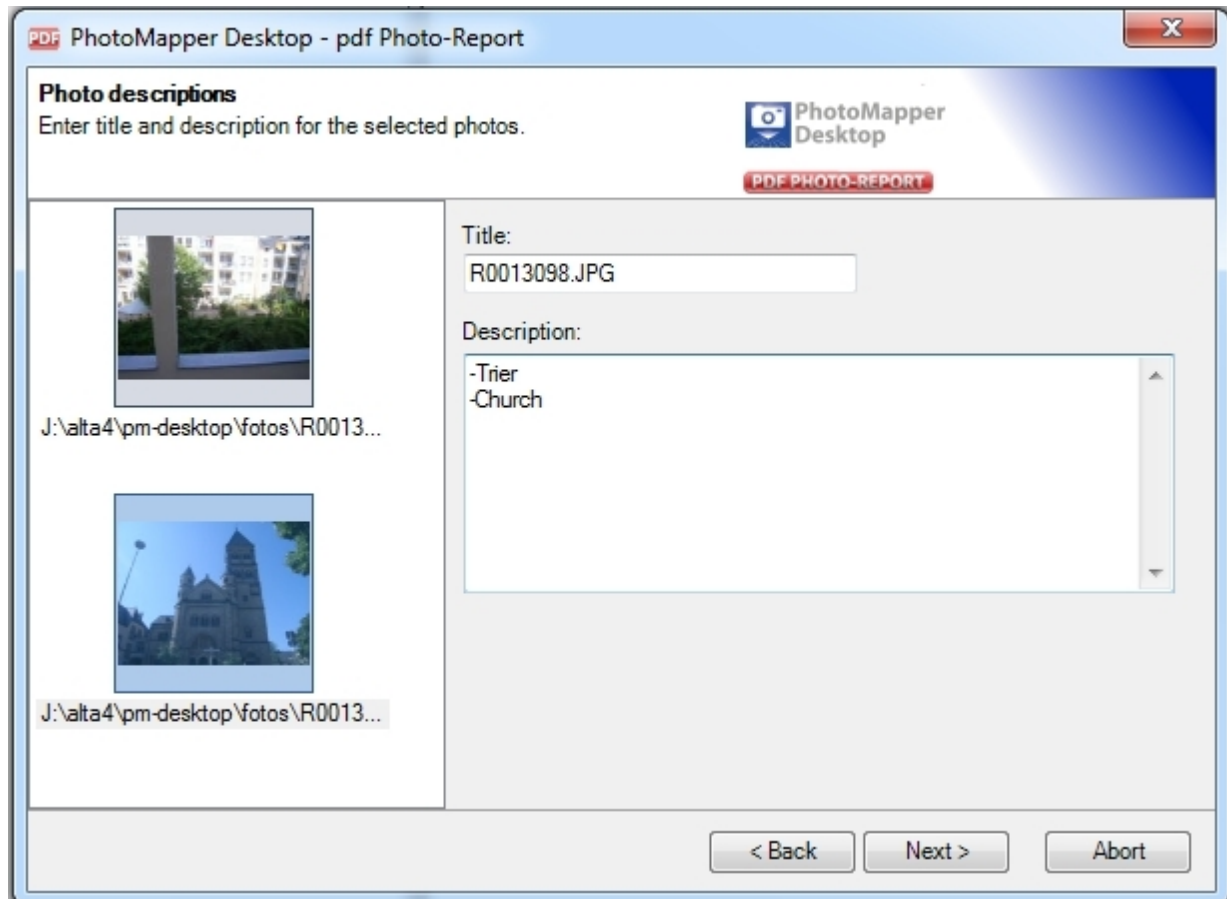 PDF PhotoMapper Desktop - pdf Photo-Report
X
Photo descriptions
Enter title and description for the selected photos.
PhotoMapper
Desktop
PDF PHOTO-REPORT
J:\alta4\pm-desktop\fotos\R0013...
J:\alta4\pm-desktop\fotos\R0013...
Title:
R0013098.JPG
Description:
-Trier
-Church
< Back
Next >
Abort